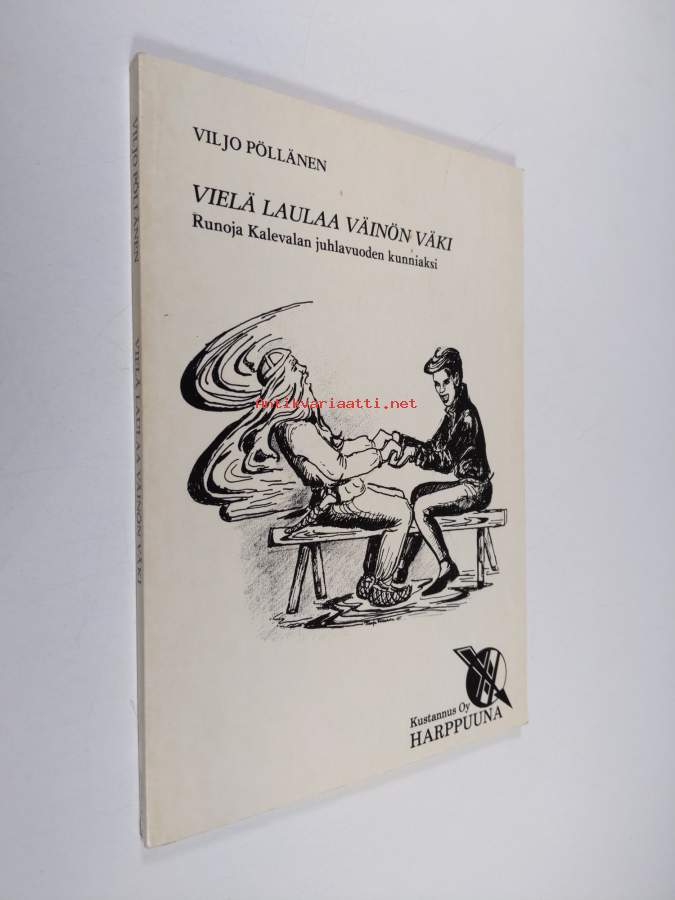 VILJO PÖLLÄNEN
VIELÄ LAULAA VÄINÖN VÄKI
Runoja Kalevalan juhlavuoden kunniaksi
antikvariaatti.net
Kustannus Oy
HARPPUUNA
VILJO PÖLLÄNEN
VIELÄ LAULAA VÄINÖN VÄKI